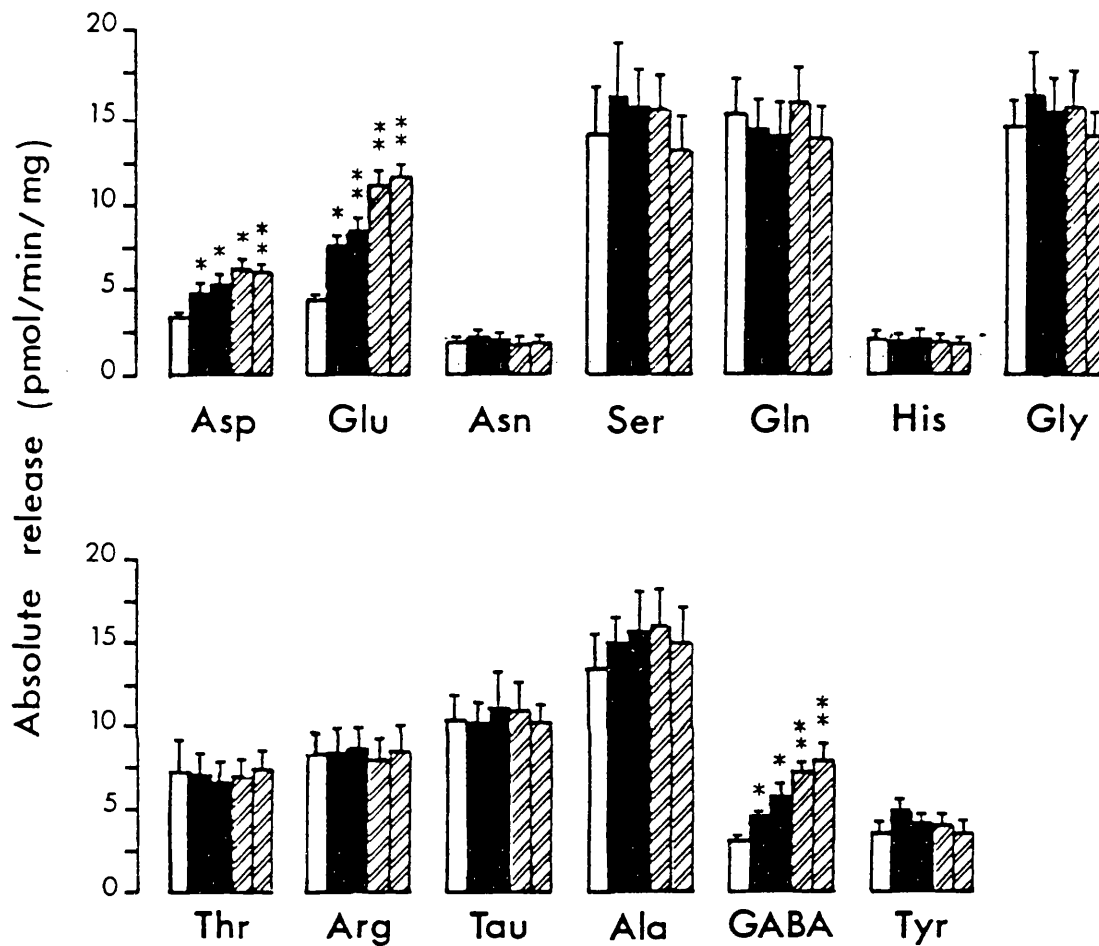 Absolute release (pmol/min/mg)
20
15
10
5
0
* * * **
* ** ** **
Asp Glu Asn Ser Gln His Gly
20
15
10
5
0
* * ** **
Thr Arg Tau Ala GABA Tyr